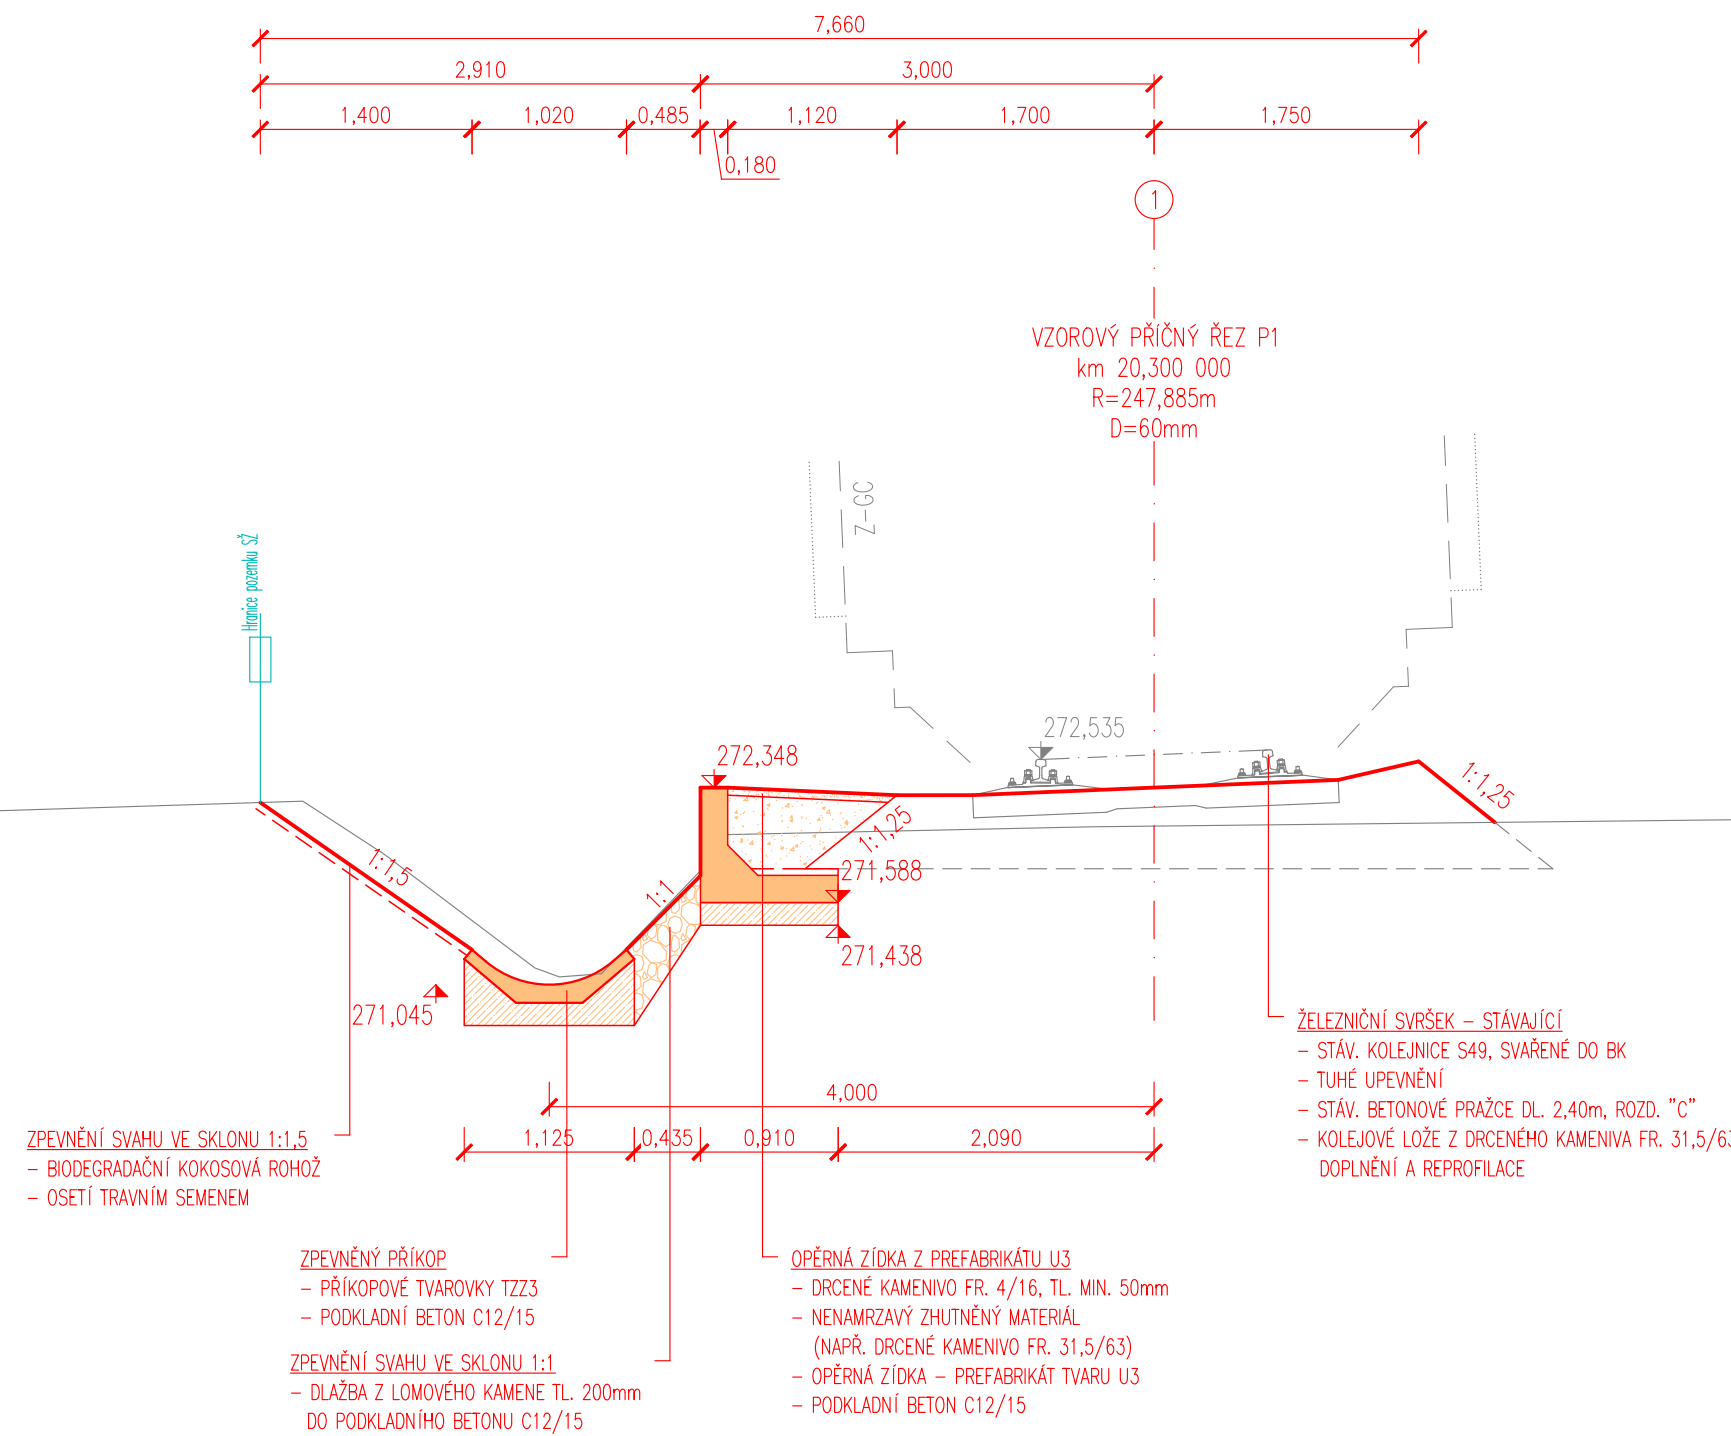 7,660
2,910
3,000
1,400
1,020
0,485
1,120
1,700
1,750
0,180
1
VZOROVÝ PŘÍČNÝ ŘEZ P1
km 20,300 000
R=247,885m
D=60mm
Z-GC
Hranice pozemku SŽ
272,535
272,348
1:1,25
1:1,25
1:1,5
1:1
271,588
271,438
271,045
4,000
1,125
0,435
0,910
2,090
ŽELEZNIČNÍ SVRŠEK – STÁVAJÍCÍ
– STÁV. KOLEJNICE S49, SVAŘENÉ DO BK
– TUHÉ UPEVNĚNÍ
– STÁV. BETONOVÉ PRAŽCE DL. 2,40m, ROZD. "C"
– KOLEJOVÉ LOŽE Z DRCENÉHO KAMENIVA FR. 31,5/63
DOPLNĚNÍ A REPROFILACE
ZPEVNĚNÍ SVAHU VE SKLONU 1:1,5
– BIODEGRADAČNÍ KOKOSOVÁ ROHOŽ
– OSETÍ TRAVNÍM SEMENEM
ZPEVNĚNÝ PŘÍKOP
– PŘÍKOPOVÉ TVAROVKY TZZ3
– PODKLADNÍ BETON C12/15
ZPEVNĚNÍ SVAHU VE SKLONU 1:1
– DLAŽBA Z LOMOVÉHO KAMENE TL. 200mm
DO PODKLADNÍHO BETONU C12/15
OPĚRNÁ ZÍDKA Z PREFABRIKÁTU U3
– DRCENÉ KAMENIVO FR. 4/16, TL. MIN. 50mm
– NENAMRZAVÝ ZHUTNĚNÝ MATERIÁL
(NAPŘ. DRCENÉ KAMENIVO FR. 31,5/63)
– OPĚRNÁ ZÍDKA – PREFABRIKÁT TVARU U3
– PODKLADNÍ BETON C12/15